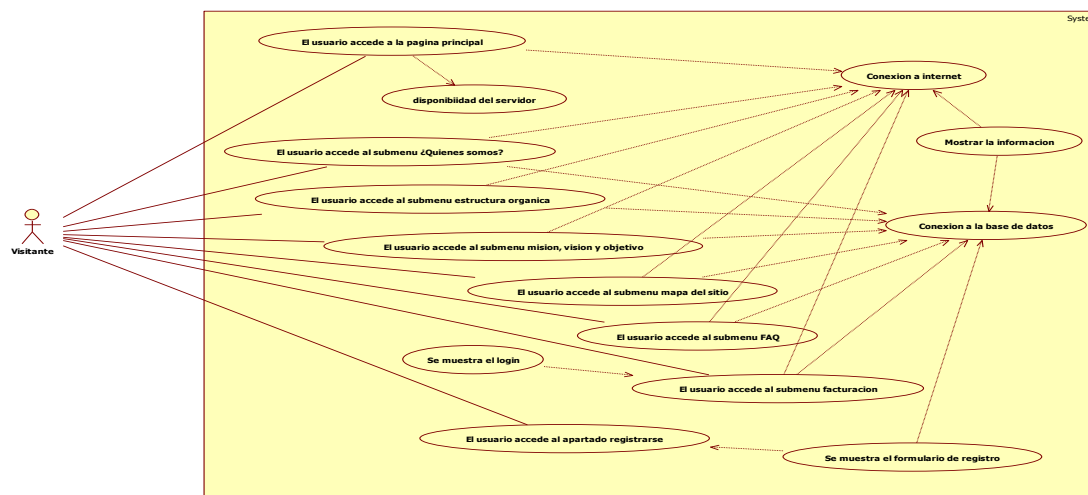 Syste
El usuario accede a la pagina principal
Conexion a internet
disponibiidad del servidor
Mostrar la informacion
El usuario accede al submenu ¿Quienes somos?
El usuario accede al submenu estructura organica
Conexion a la base de datos
El usuario accede al submenu mision, vision y objetivo
Visitante
El usuario accede al submenu mapa del sitio
El usuario accede al submenu FAQ
Se muestra el login
El usuario accede al submenu facturacion
El usuario accede al apartado registrarse
Se muestra el formulario de registro